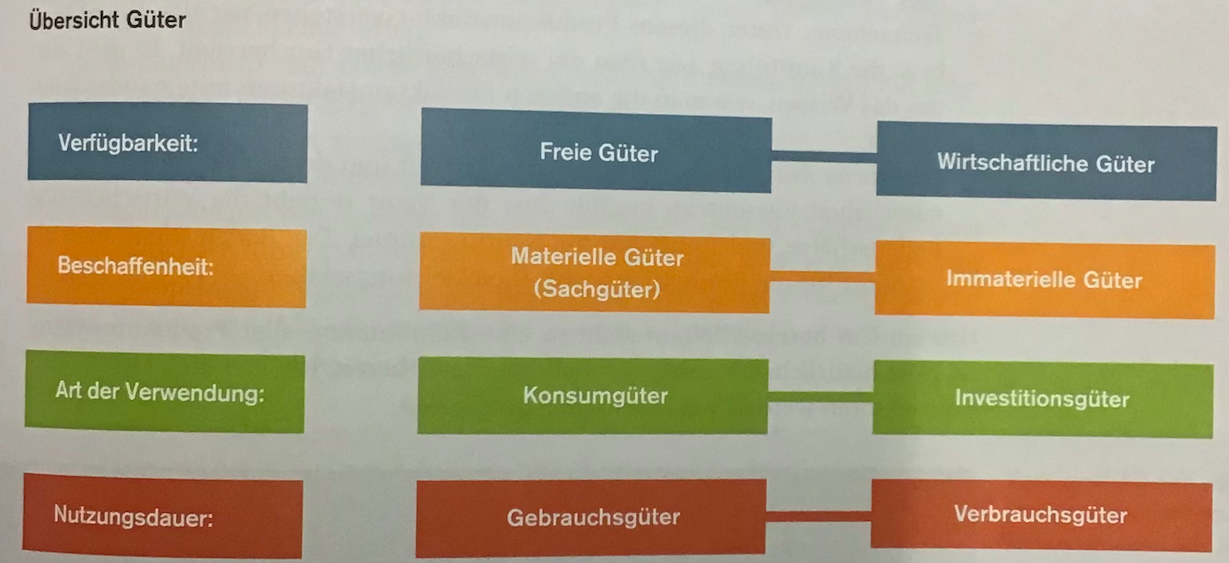 Übersicht Güter
Verfügbarkeit:
Freie Güter
Wirtschaftliche Güter
Beschaffenheit:
Materielle Güter
(Sachgüter)
Immaterielle Güter
Art der Verwendung:
Konsumgüter
Investitionsgüter
Nutzungsdauer:
Gebrauchsgüter
Verbrauchsgüter